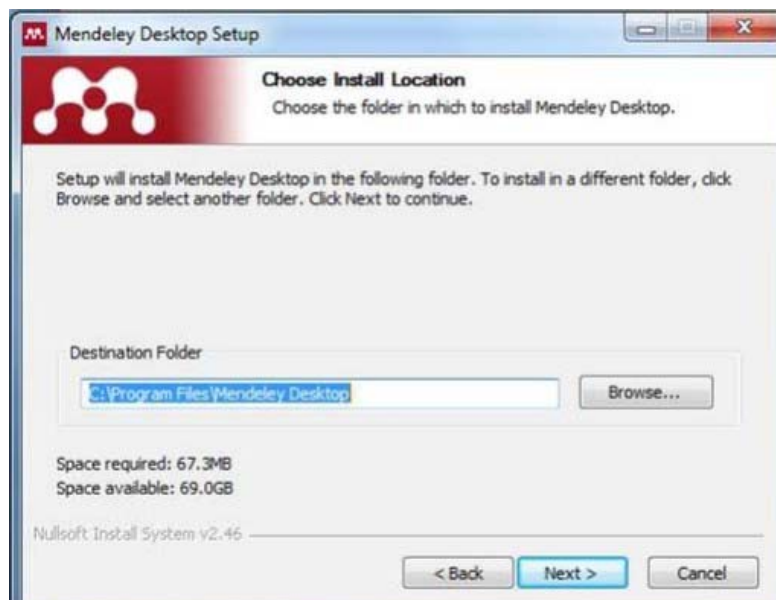 Mendeley Desktop Setup
Choose Install Location
Choose the folder in which to install Mendeley Desktop.
Setup will install Mendeley Desktop in the following folder. To install in a different folder, click
Browse and select another folder. Click Next to continue.
Destination Folder
C:\Program Files\Mendeley Desktop
Browse...
Space required: 67.3MB
Space available: 69.0GB
Nullsoft Install System v2.46
< Back
Next >
Cancel